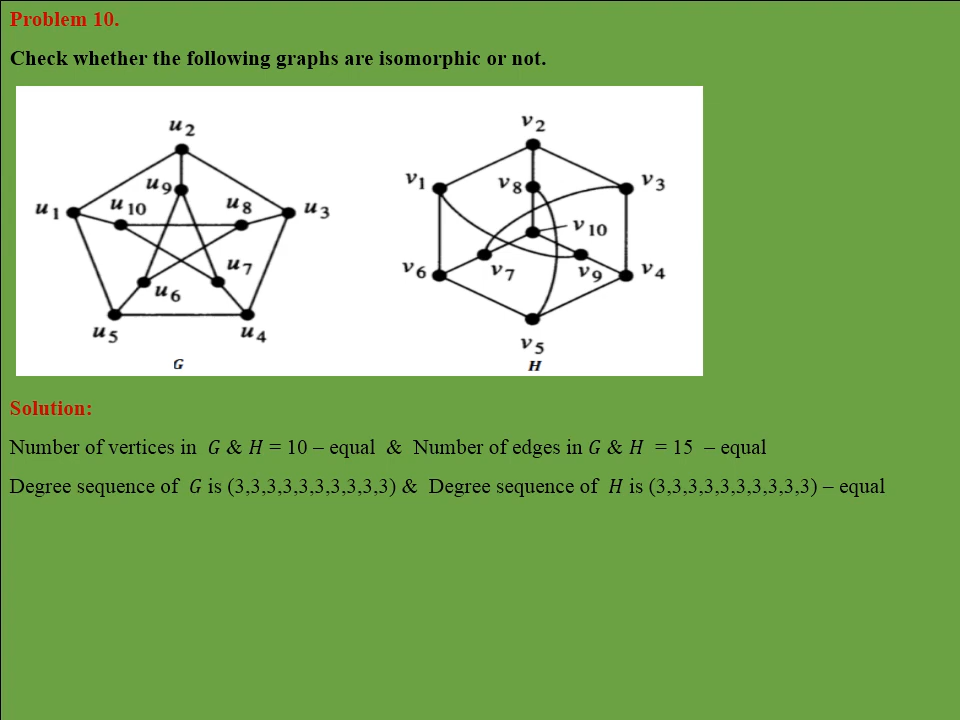 Problem 10.
Check whether the following graphs are isomorphic or not.
u2
u9
u1
u10
u8
u3
u7
u6
u5
u4
G
v2
v1
v8
v3
v10
v6
v7
v9
v4
v5
H
Solution:
Number of vertices in G & H = 10 – equal & Number of edges in G & H = 15 – equal
Degree sequence of G is (3,3,3,3,3,3,3,3,3,3) & Degree sequence of H is (3,3,3,3,3,3,3,3,3,3) – equal